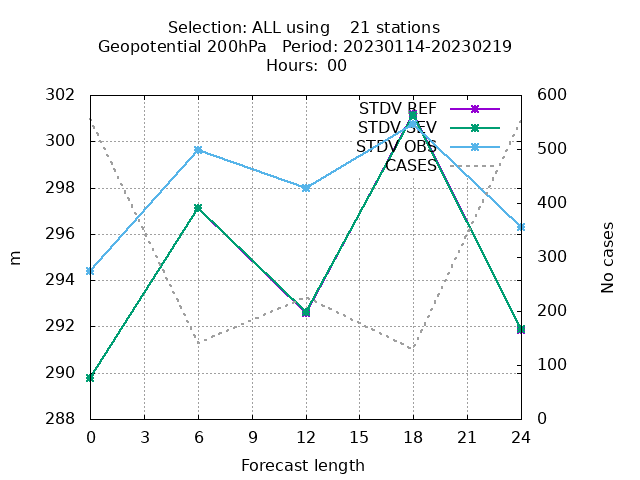 Selection: ALL using 21 stations
Geopotential 200hPa Period: 20230114-20230219
Hours: 00
302
300
298
296
294
292
290
288
m
600
500
400
300
200
100
0
No cases
STDV REF
STDV SEV
STDV OBS
CASES
0 3 6 9 12 15 18 21 24
Forecast length